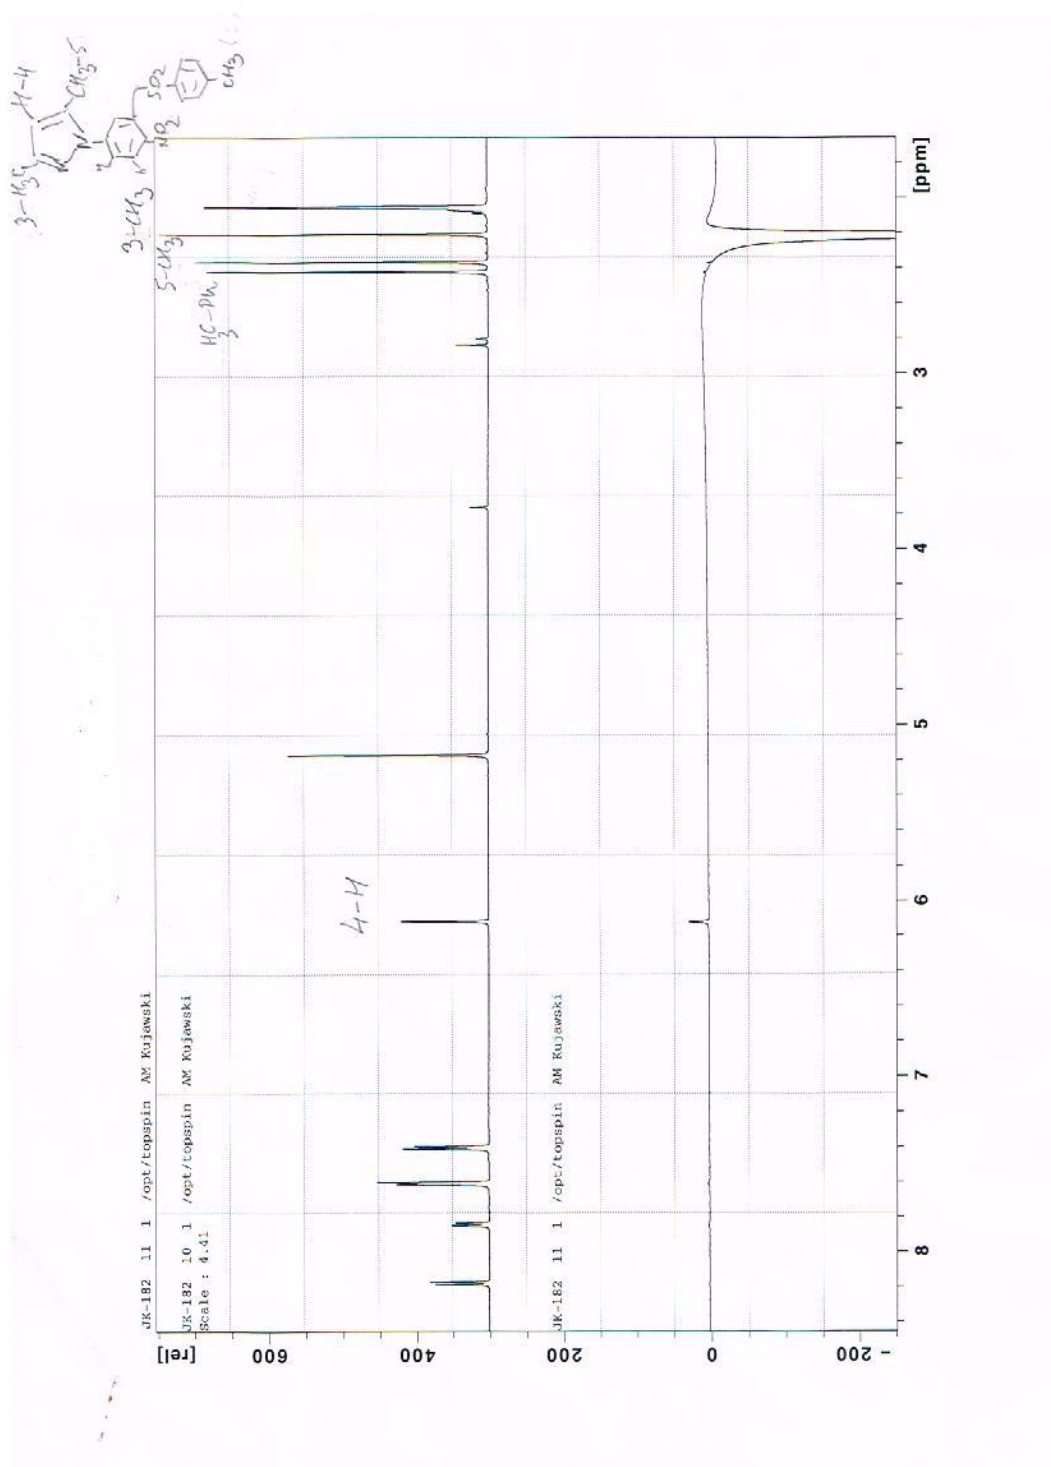 JK-182 11 1 /opt/topspin AM Kujawski
JK-182 10 1 /opt/topspin AM Kujawski
Scale : 4.41
JK-182 11 1 /opt/topspin AM Kujawski
3-H3C
H-4
CH3-5
N
N
NO2
SO2
CH3
3-CH3
5-CH3
H3C-Ph
4-H
[rel]
600
400
200
0
- 200
[ppm]
3
4
5
6
7
8